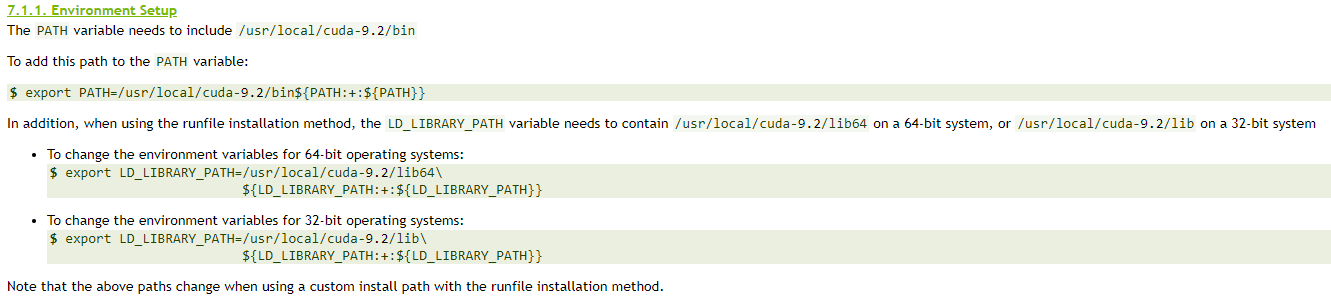 7.1.1. Environment Setup
The PATH variable needs to include /usr/local/cuda-9.2/bin
To add this path to the PATH variable:
$ export PATH=/usr/local/cuda-9.2/bin${PATH:+:${PATH}}
In addition, when using the runfile installation method, the LD_LIBRARY_PATH variable needs to contain /usr/local/cuda-9.2/lib64 on a 64-bit system, or /usr/local/cuda-9.2/lib on a 32-bit system
• To change the environment variables for 64-bit operating systems:
$ export LD_LIBRARY_PATH=/usr/local/cuda-9.2/lib64\
${LD_LIBRARY_PATH:+:${LD_LIBRARY_PATH}}
• To change the environment variables for 32-bit operating systems:
$ export LD_LIBRARY_PATH=/usr/local/cuda-9.2/lib\
${LD_LIBRARY_PATH:+:${LD_LIBRARY_PATH}}
Note that the above paths change when using a custom install path with the runfile installation method.